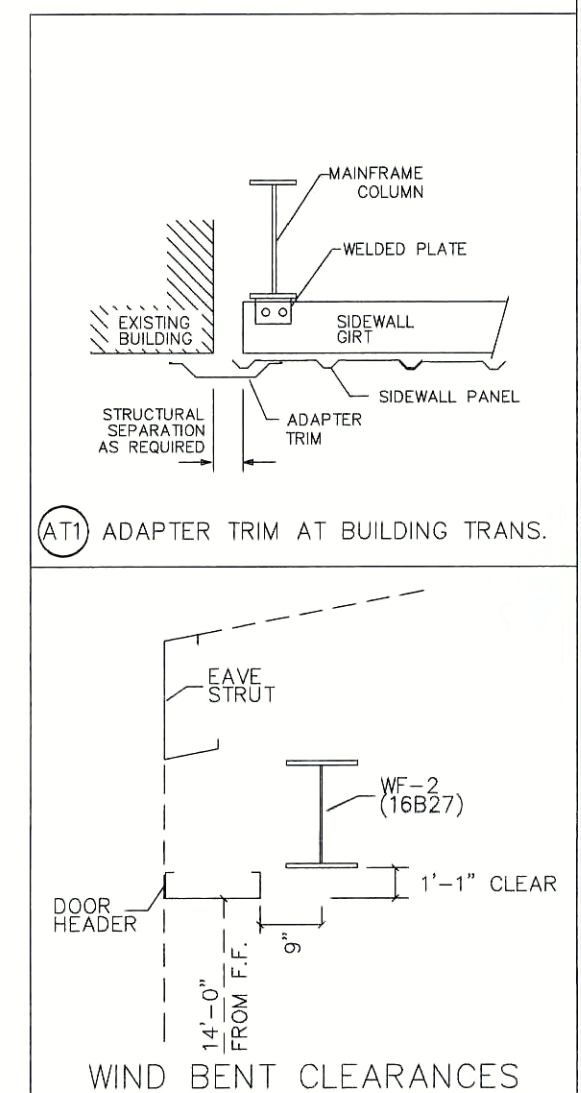 MAINFRAME
COLUMN
WELDED PLATE
EXISTING
BUILDING
SIDEWALL
GIRT
SIDEWALL PANEL
STRUCTURAL
SEPARATION
AS REQUIRED
ADAPTER
TRIM
AT1 ADAPTER TRIM AT BUILDING TRANS.
EAVE
STRUT
WF-2
(16B27)
1'-1" CLEAR
DOOR
HEADER
9"
14'-0"
FROM F.F.
WIND BENT CLEARANCES